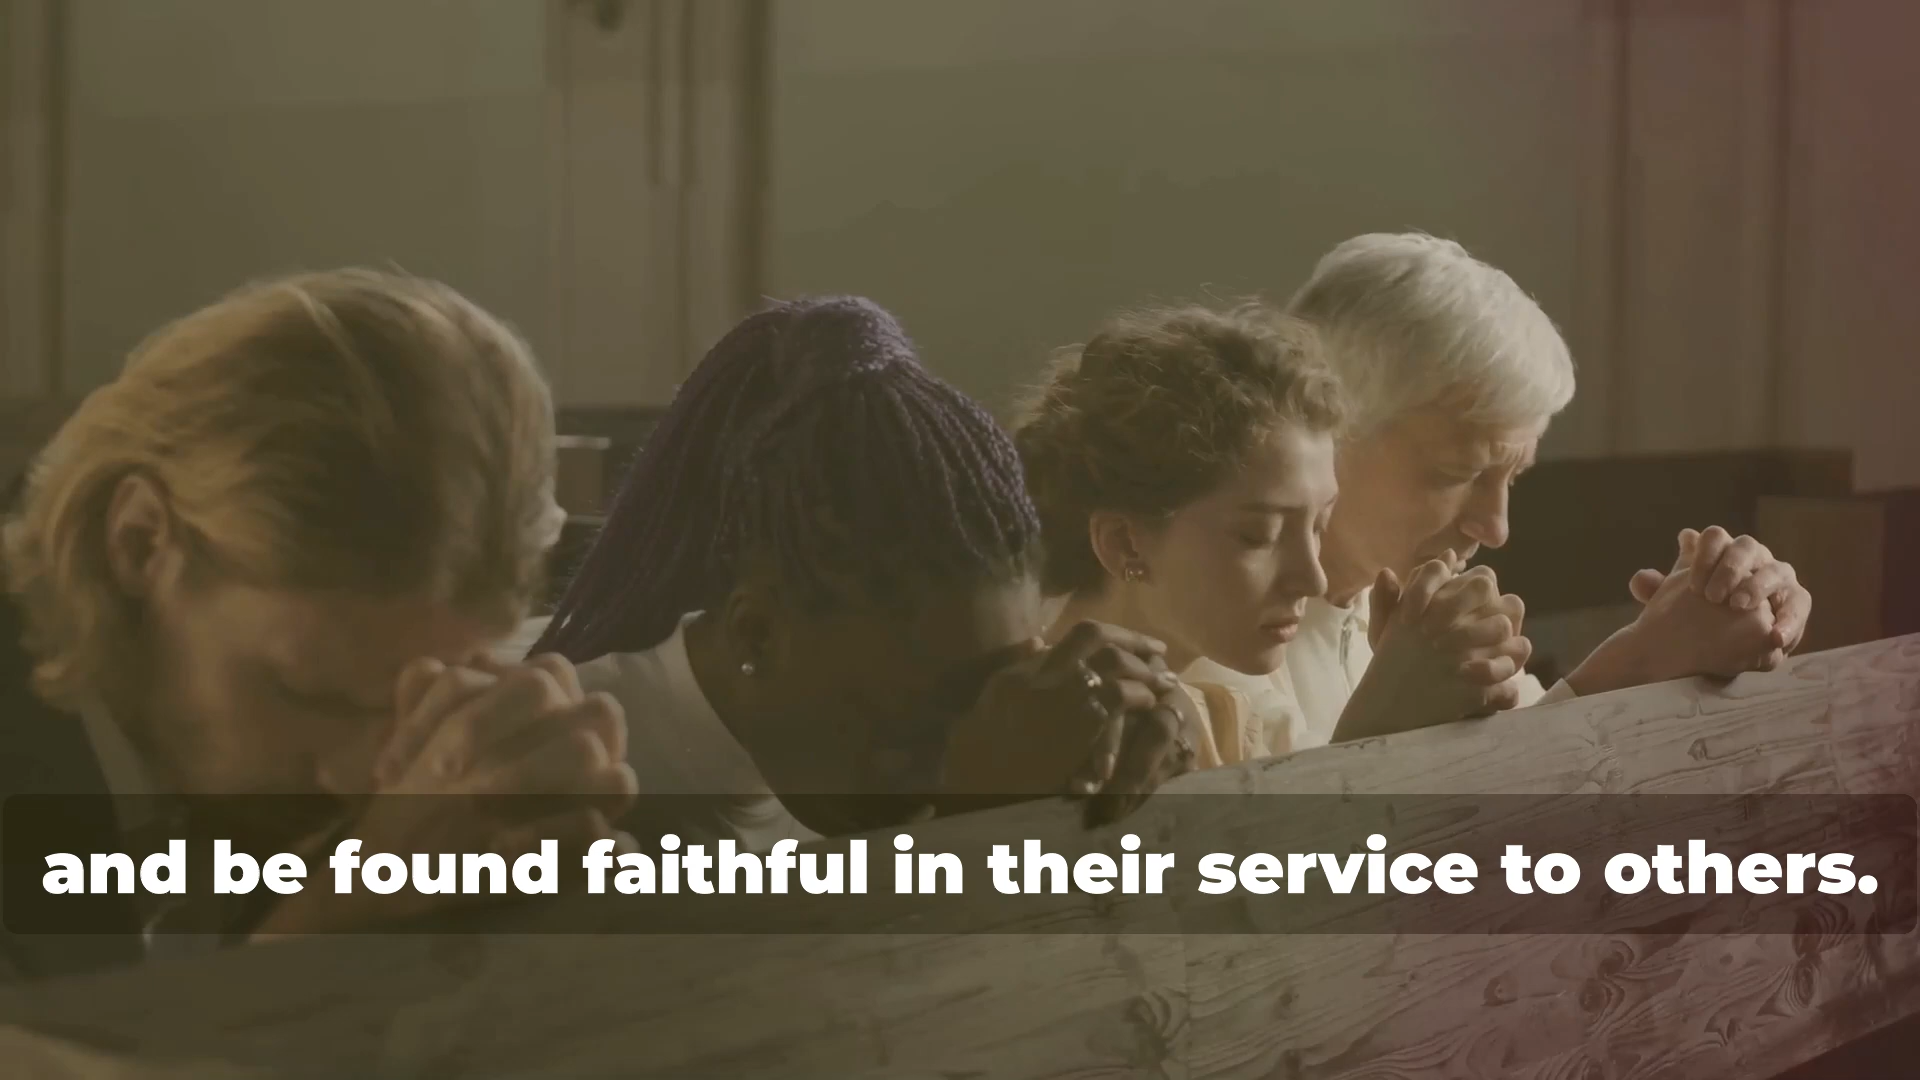 and be found faithful in their service to others.